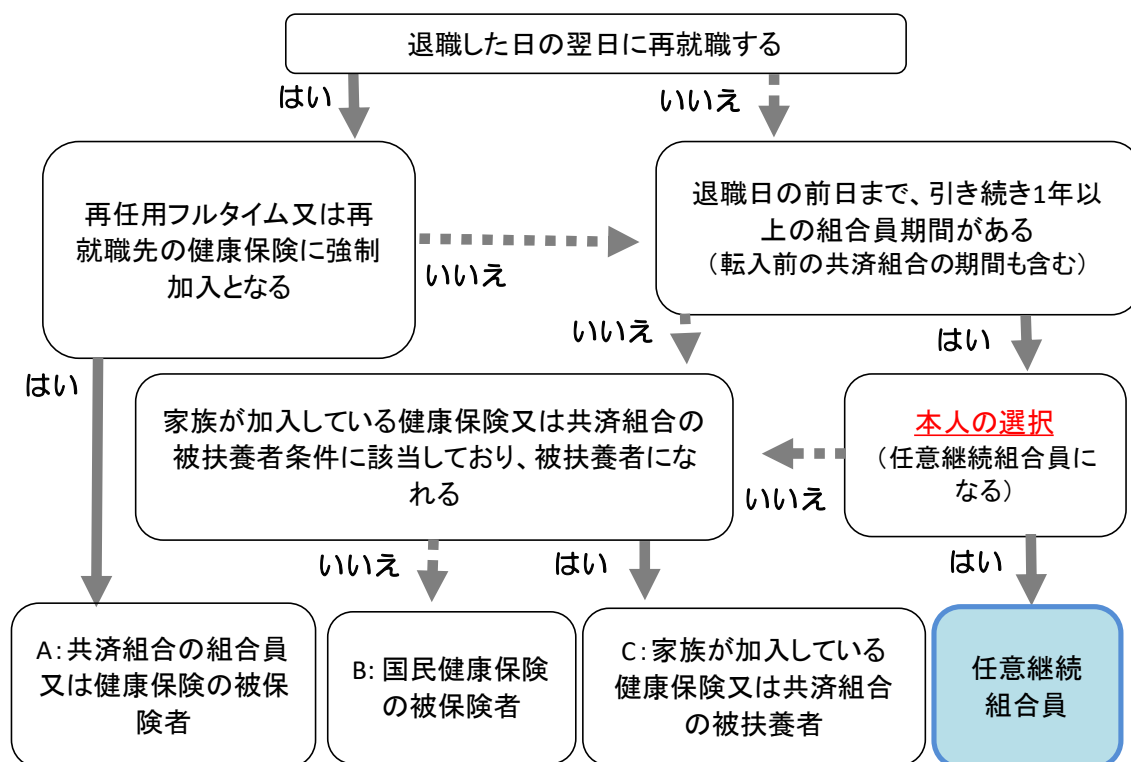 退職した日の翌日に再就職する
はい
いいえ
再任用フルタイム又は再
就職先の健康保険に強制
加入となる
いいえ
退職日の前日まで、引き続き1年以
上の組合員期間がある
（転入前の共済組合の期間も含む）
いいえ
はい
はい
家族が加入している健康保険又は共済組合の
被扶養者条件に該当しており、被扶養者にな
れる
本人の選択
（任意継続組合員に
なる）
いいえ
いいえ
はい
はい
A：共済組合の組合員
又は健康保険の被保
険者
B：国民健康保険
の被保険者
C：家族が加入している
健康保険又は共済組合
の被扶養者
任意継続
組合員